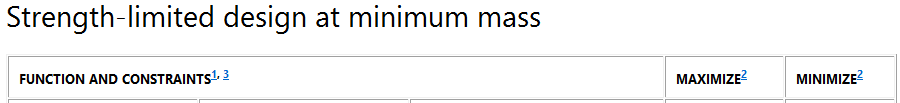 Strength-limited design at minimum mass
FUNCTION AND CONSTRAINTS1, 3 MAXIMIZE2 MINIMIZE2